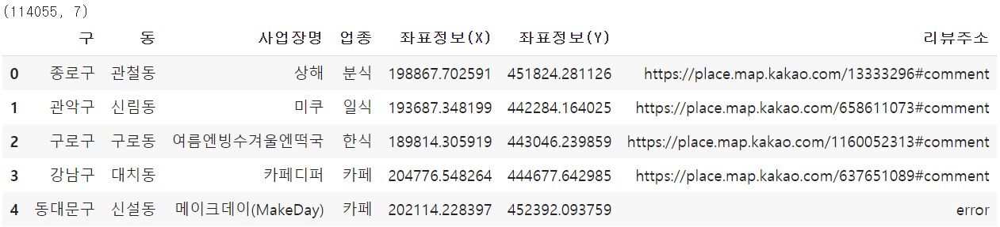 (114055, 7)
구 동 사업장명 업종 좌표정보(X) 좌표정보(Y) 리뷰주소
0 종로구 관철동 상해 분식 198867.702591 451824.281126 https://place.map.kakao.com/13333296#comment
1 관악구 신림동 미쿠 일식 193687.348199 442284.164025 https://place.map.kakao.com/658611073#comment
2 구로구 구로동 여름엔빙수겨울엔떡국 한식 189814.305919 443046.239859 https://place.map.kakao.com/1160052313#comment
3 강남구 대치동 카페디퍼 카페 204776.548264 444677.642985 https://place.map.kakao.com/637651089#comment
4 동대문구 신설동 메이크데이(MakeDay) 카페 202114.228397 452392.093759 error